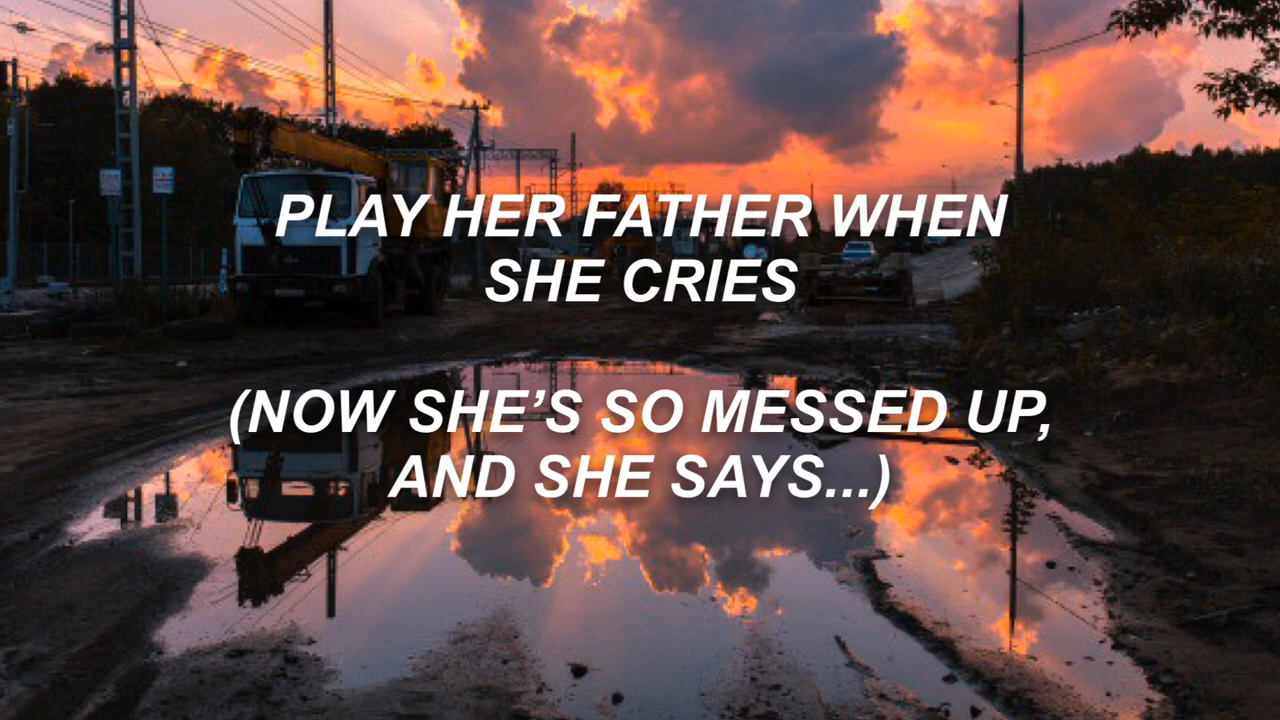 PLAY HER FATHER WHEN
SHE CRIES
(NOW SHE’S SO MESSED UP,
AND SHE SAYS...)